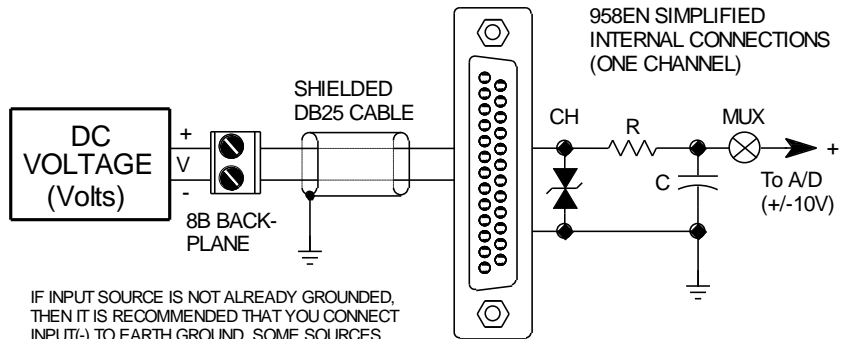 958EN SIMPLIFIED
INTERNAL CONNECTIONS
(ONE CHANNEL)
SHIELDED
DB25 CABLE
CH
R
MUX
DC
VOLTAGE
(Volts)
+
V
-
+
C
To A/D
(+/-10V)
8B BACK-
PLANE
IF INPUT SOURCE IS NOT ALREADY GROUNDED,
THEN IT IS RECOMMENDED THAT YOU CONNECT
INPUT(-) TO EARTH GROUND. SOME SOURCES